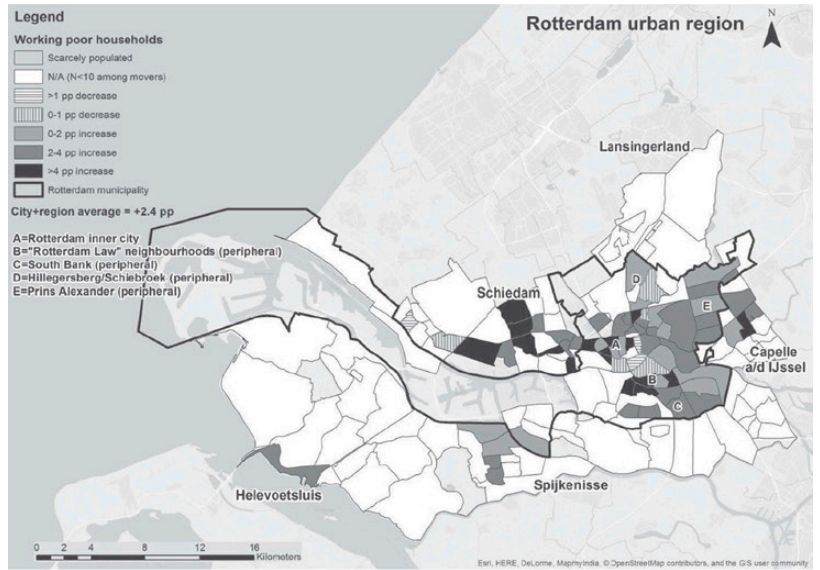 Legend
Working poor households
Scarcely populated
N/A (N<10 among movers)
>1 pp decrease
0-1 pp decrease
0-2 pp increase
2-4 pp increase
>4 pp increase
Rotterdam municipality
City+region average = +2.4 pp
A=Rotterdam inner city
B="Rotterdam Law" neighbourhoods (peripheral)
C=South Bank (peripheral)
D=Hillegersberg/Schiebroek (peripheral)
E=Prins Alexander (peripheral)
Rotterdam urban region
N
Lansingerland
Schiedam
D
E
A
Capelle
a/d IJssel
B
C
Helevoetsluis
Spijkenisse
0 2 4 8 12 16
Kilometers
Esri, HERE, DeLorme, MapmyIndia, © OpenStreetMap contributors, and the GIS user community